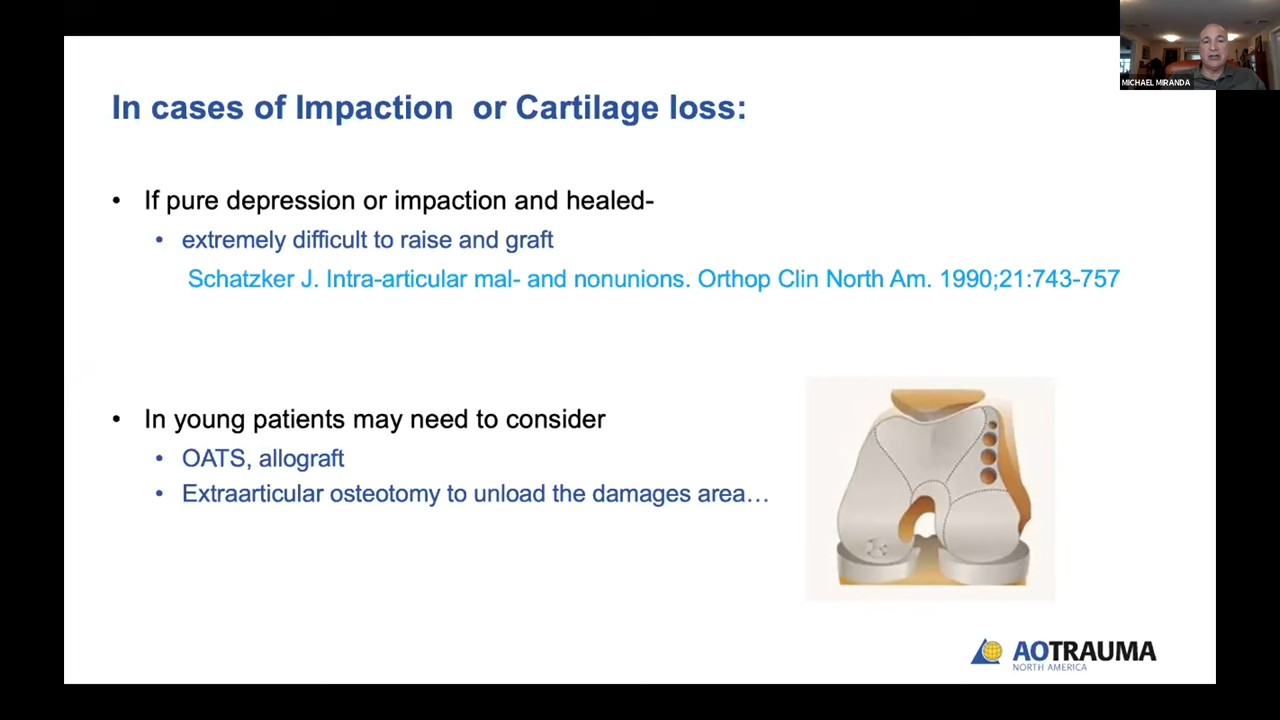 MICHAEL MIRANDA
In cases of Impaction or Cartilage loss:
• If pure depression or impaction and healed-
• extremely difficult to raise and graft
Schatzker J. Intra-articular mal- and nonunions. Orthop Clin North Am. 1990;21:743-757
• In young patients may need to consider
• OATS, allograft
• Extraarticular osteotomy to unload the damages area…
AOTRAUMA
NORTH AMERICA